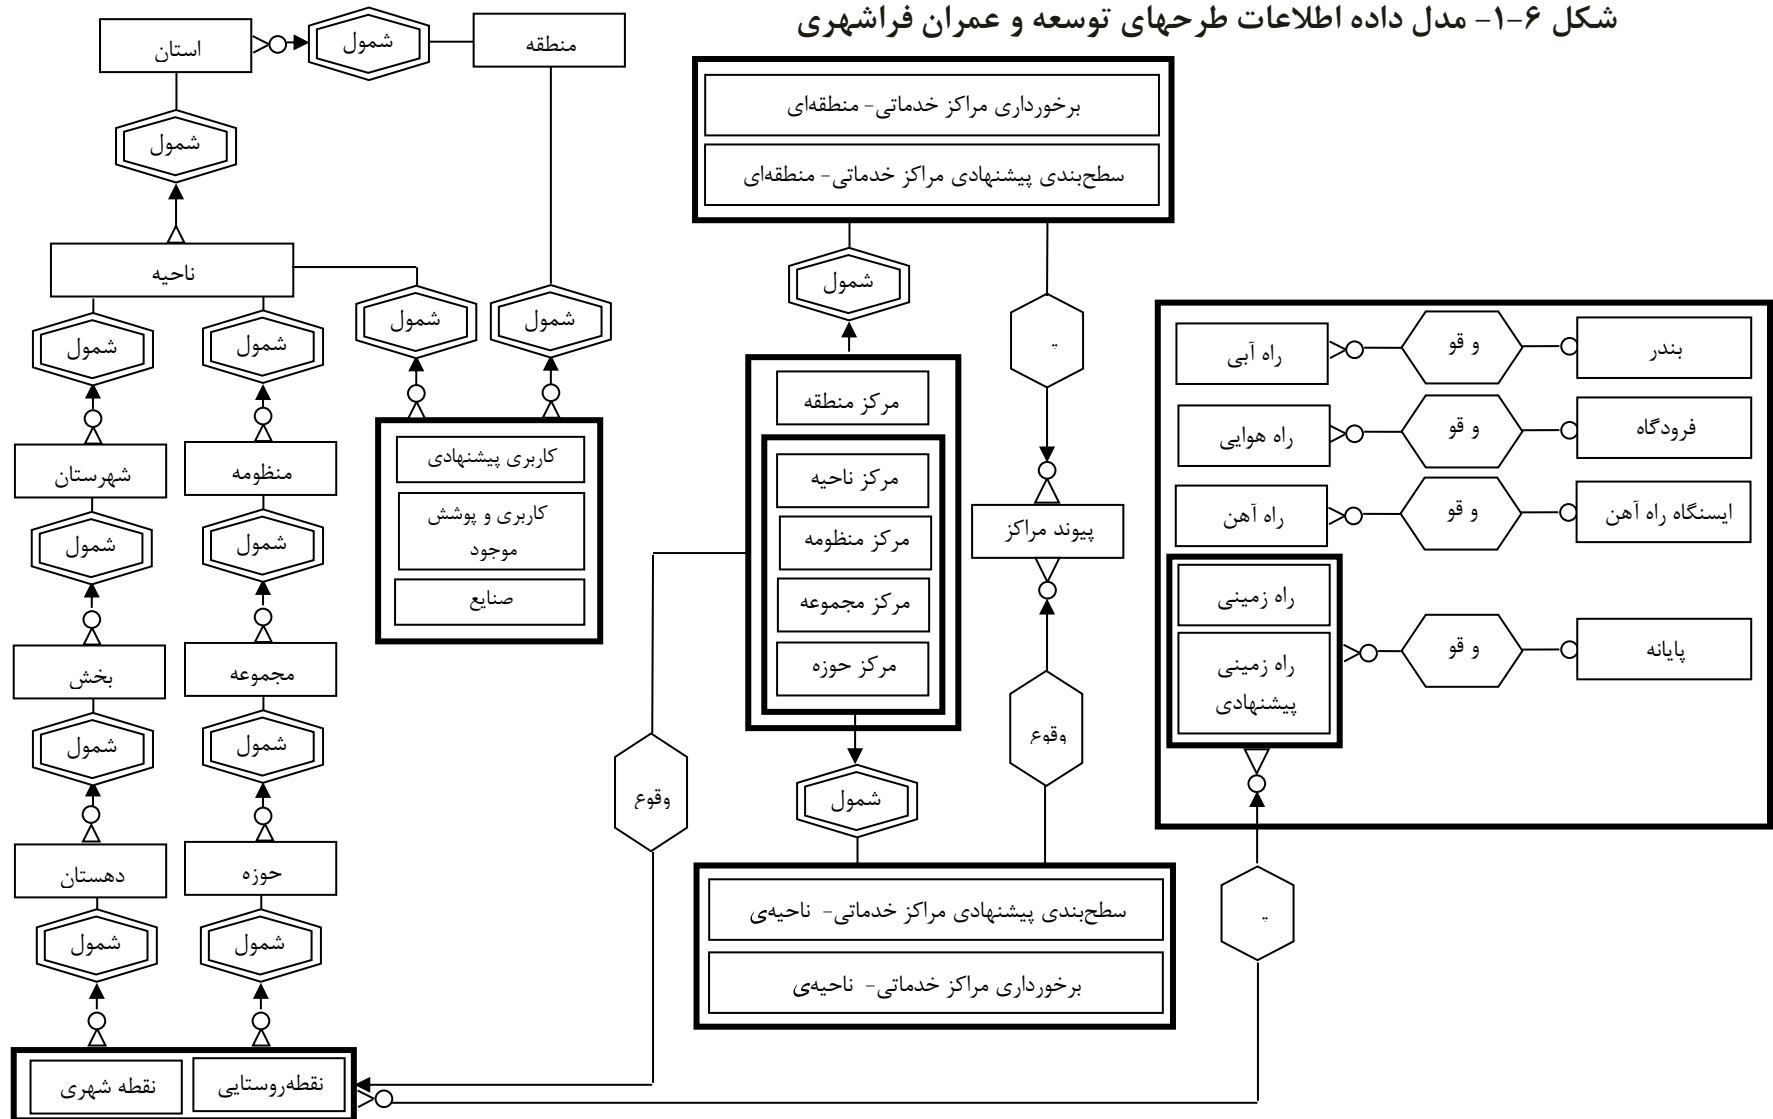 شکل ۶-۱- مدل داده اطلاعات طرحهای توسعه و عمران فراشهری
منطقه
شمول
استان
شمول
ناحیه
شمول
شمول
شمول
شمول
منظومه
شهرستان
شمول
شمول
مجموعه
بخش
شمول
شمول
حوزه
دهستان
شمول
شمول
نقطه‌روستایی
نقطه شهری
کاربری پیشنهادی
کاربری و پوشش
موجود
صنایع
برخورداری مراکز خدماتی- منطقه‌ای
سطح‌بندی پیشنهادی مراکز خدماتی- منطقه‌ای
شمول
مرکز منطقه
مرکز ناحیه
مرکز منظومه
مرکز مجموعه
مرکز حوزه
شمول
وقوع
پیوند مراکز
وقوع
سطح‌بندی پیشنهادی مراکز خدماتی- ناحیه‌ی
برخورداری مراکز خدماتی- ناحیه‌ی
بندر
و قو
راه آبی
فرودگاه
و قو
راه هوایی
ایستگاه راه آهن
و قو
راه آهن
راه زمینی
پایانه
و قو
راه زمینی
پیشنهادی